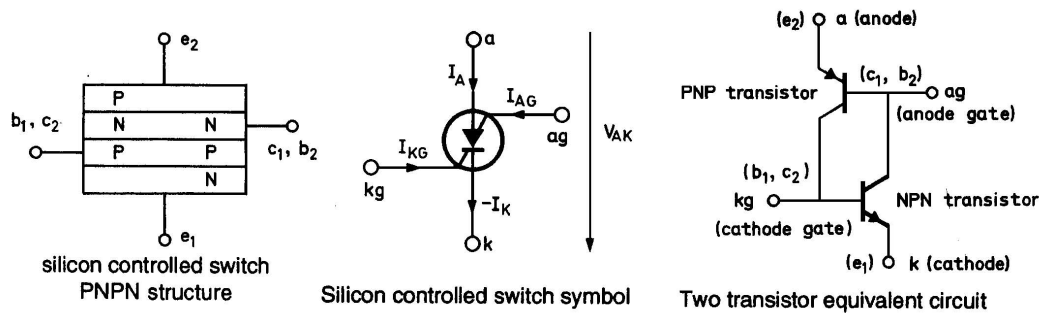 e2
P
N N
P P
N
b1, c2
c1, b2
e1
silicon controlled switch
PNPN structure
a
IA
IAG
ag
IKG
kg
-IK
k
VAK
Silicon controlled switch symbol
(e2) a (anode)
PNP transistor
(c1, b2)
ag
(anode gate)
(b1, c2)
kg
(cathode gate)
NPN transistor
(e1) k (cathode)
Two transistor equivalent circuit